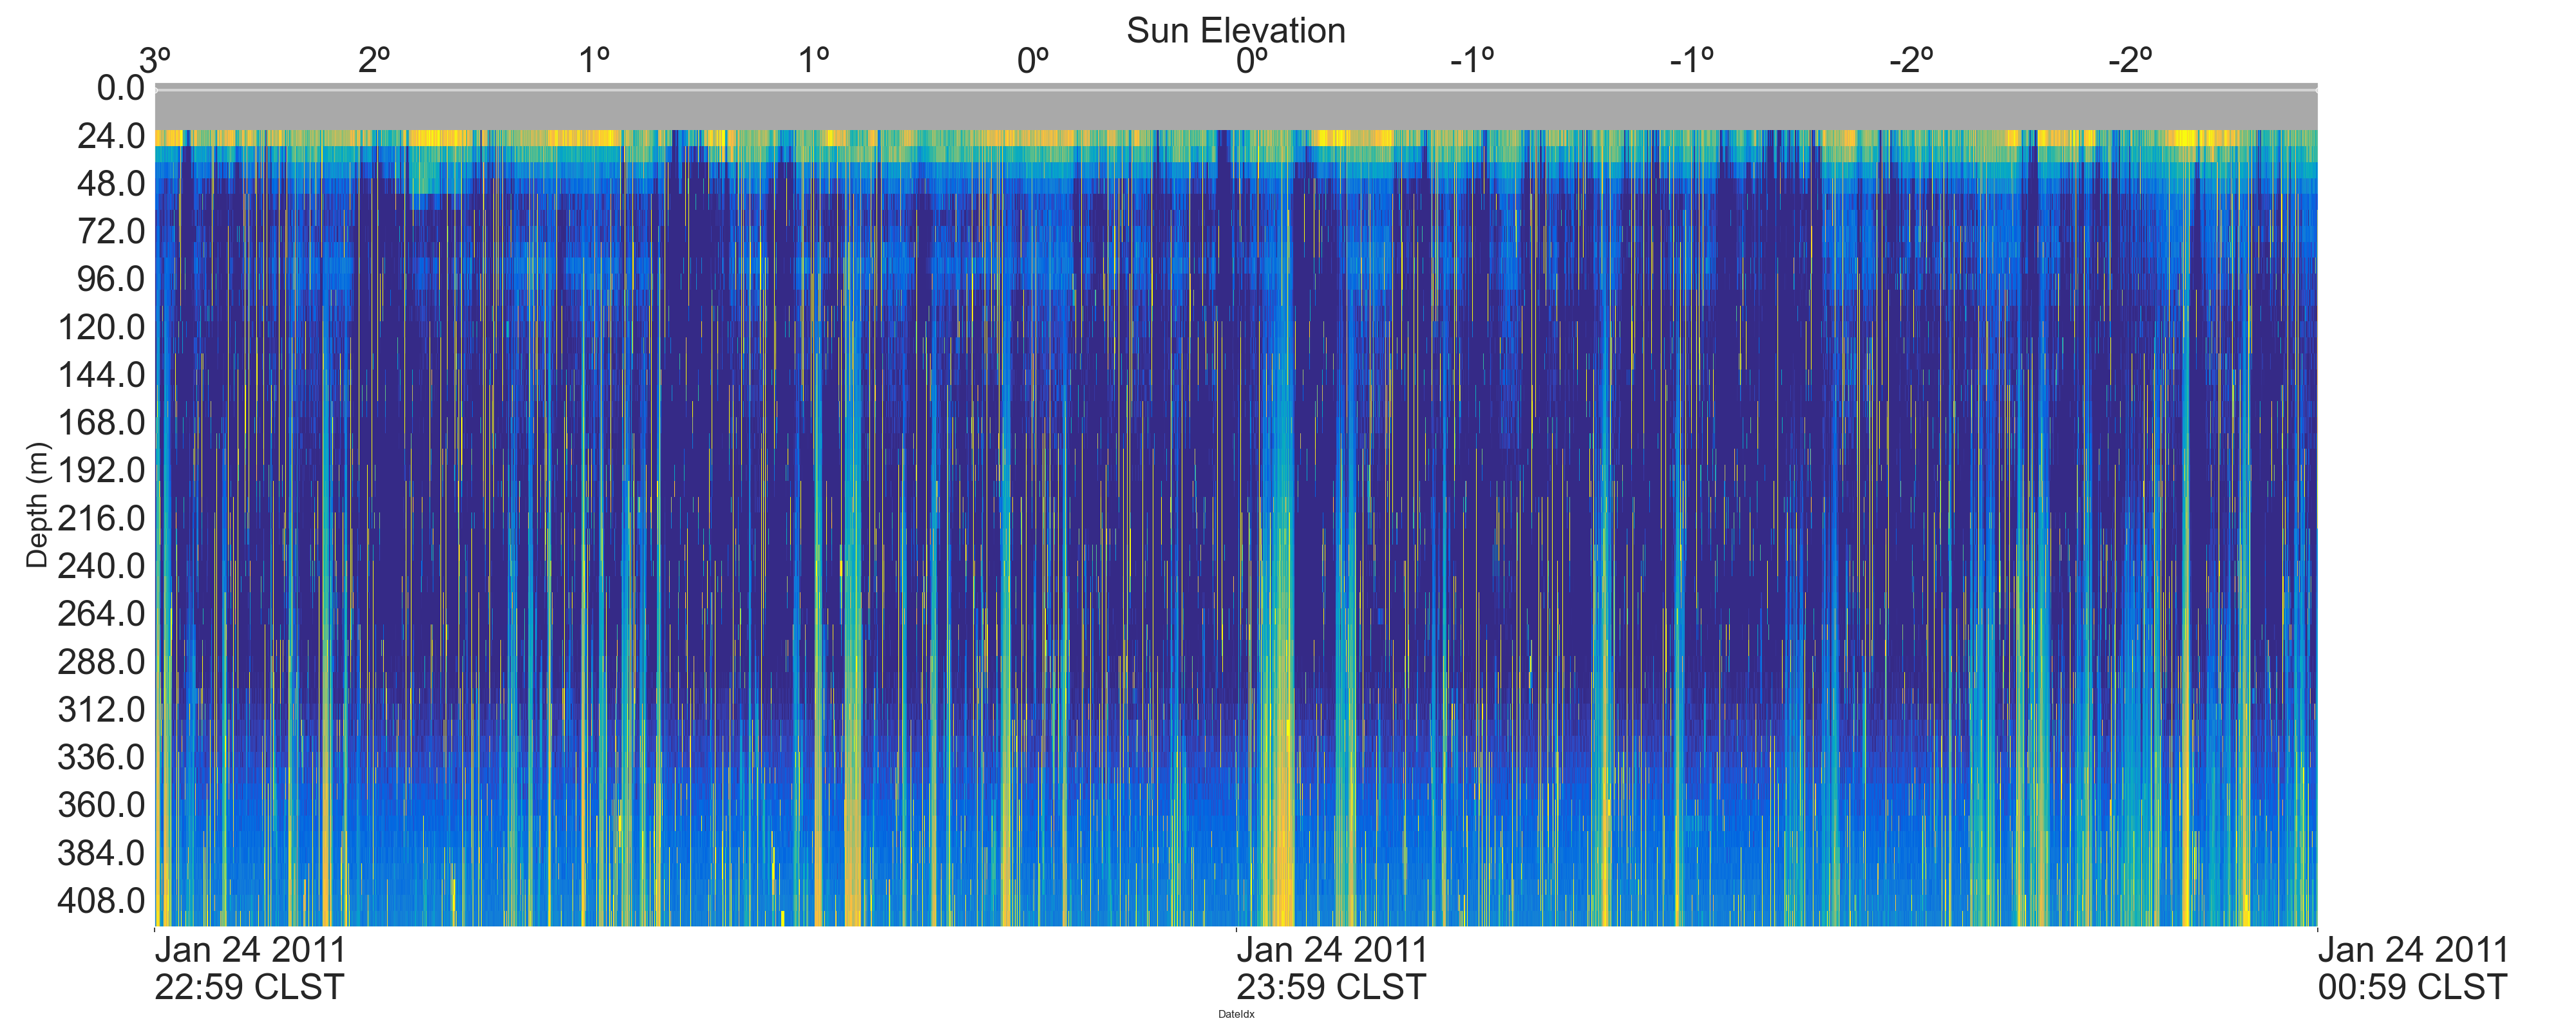 Sun Elevation
3º 2º 1º 1º 0º 0º -1º -1º -2º -2º
0.0
24.0
48.0
72.0
96.0
120.0
144.0
168.0
192.0
216.0
240.0
264.0
288.0
312.0
336.0
360.0
384.0
408.0
Depth (m)
Jan 24 2011
22:59 CLST
Jan 24 2011
23:59 CLST
Jan 24 2011
00:59 CLST
DateIdx